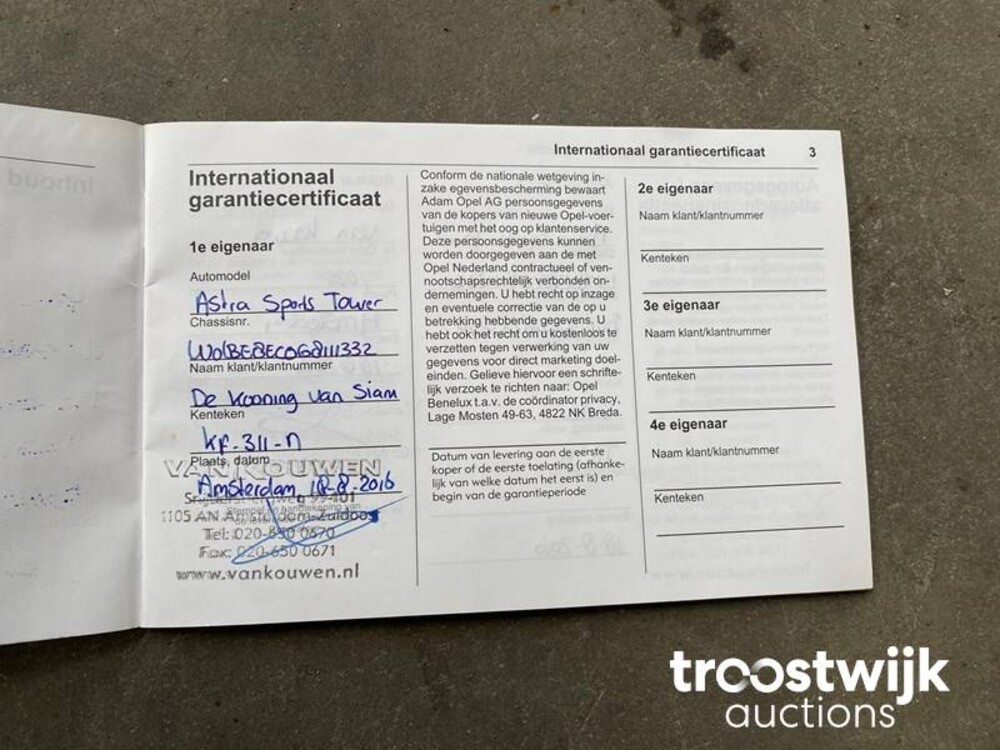 Internationaal garantiecertificaat 3
Internationaal
garantiecertificaat
1e eigenaar
Automodel
Astra Sports Tower
Chassisnr.
WOlBE8EC0G8111332
Naam klant/klantnummer
De Kooning van Siam
Kenteken
kf-311-n
Plaats, datum
VAN KOUWEN
Amsterdam 18-8-2016
1105 AN Amsterdam-Zuidoost
Tel: 020-650 0670
Fax: 020-650 0671
www.vankouwen.nl
Conform de nationale wetgeving in-
zake egevensbescherming bewaart
Adam Opel AG persoonsgegevens
van de kopers van nieuwe Opel-voer-
tuigen met het oog op klantenservice.
Deze persoonsgegevens kunnen
worden doorgegeven aan de met
Opel Nederland contractueel of ven-
nootschapsrechtelijk verbonden on-
dernemingen. U hebt recht op inzage
en eventuele correctie van de op u
betrekking hebbende gegevens. U
hebt ook het recht om u kosteloos te
verzetten tegen verwerking van uw
gegevens voor direct marketing doel-
einden. Gelieve hiervoor een schrifte-
lijk verzoek te richten naar: Opel
Benelux t.a.v. de coördinator privacy,
Lage Mosten 49-63, 4822 NK Breda.
Datum van levering aan de eerste
koper of de eerste toelating (afhanke-
lijk van welke datum het eerst is) en
begin van de garantieperiode
2e eigenaar
Naam klant/klantnummer
Kenteken
3e eigenaar
Naam klant/klantnummer
Kenteken
4e eigenaar
Naam klant/klantnummer
Kenteken
troostwijk
auctions